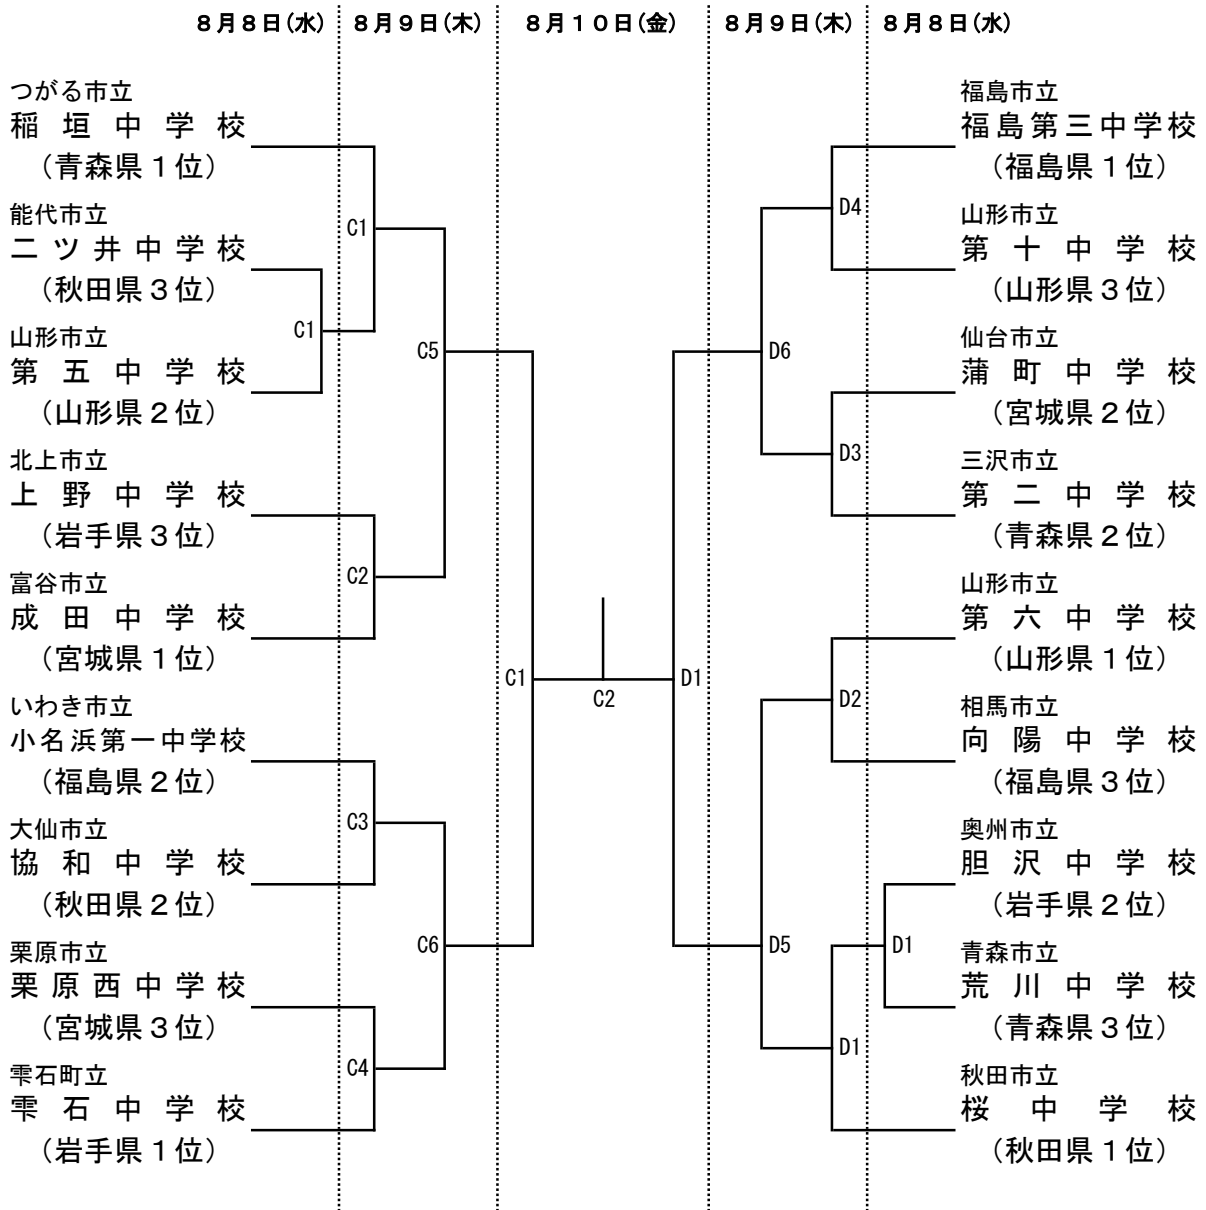 ８月８日(水)
８月９日(木)
８月１０日(金)
８月９日(木)
８月８日(水)
つがる市立
稲垣中学校
（青森県１位）
能代市立
二ツ井中学校
（秋田県３位）
山形市立
第五中学校
（山形県２位）
北上市立
上野中学校
（岩手県３位）
富谷市立
成田中学校
（宮城県１位）
いわき市立
小名浜第一中学校
（福島県２位）
大仙市立
協和中学校
（秋田県２位）
栗原市立
栗原西中学校
（宮城県３位）
雫石町立
雫石中学校
（岩手県１位）
C1
C1
C2
C3
C4
C5
C6
C1
C2
D1
D6
D5
D4
D3
D2
D1
D1
福島市立
福島第三中学校
（福島県１位）
山形市立
第十中学校
（山形県３位）
仙台市立
蒲町中学校
（宮城県２位）
三沢市立
第二中学校
（青森県２位）
山形市立
第六中学校
（山形県１位）
相馬市立
向陽中学校
（福島県３位）
奥州市立
胆沢中学校
（岩手県２位）
青森市立
荒川中学校
（青森県３位）
秋田市立
桜中学校
（秋田県１位）